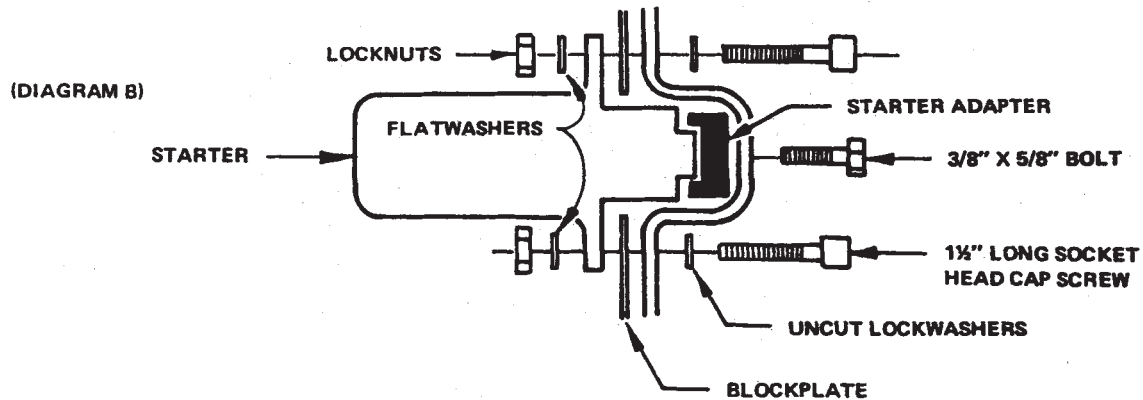 LOCKNUTS
(DIAGRAM B)
STARTER ADAPTER
FLATWASHERS
STARTER
3/8" X 5/8" BOLT
1½" LONG SOCKET
HEAD CAP SCREW
UNCUT LOCKWASHERS
BLOCKPLATE